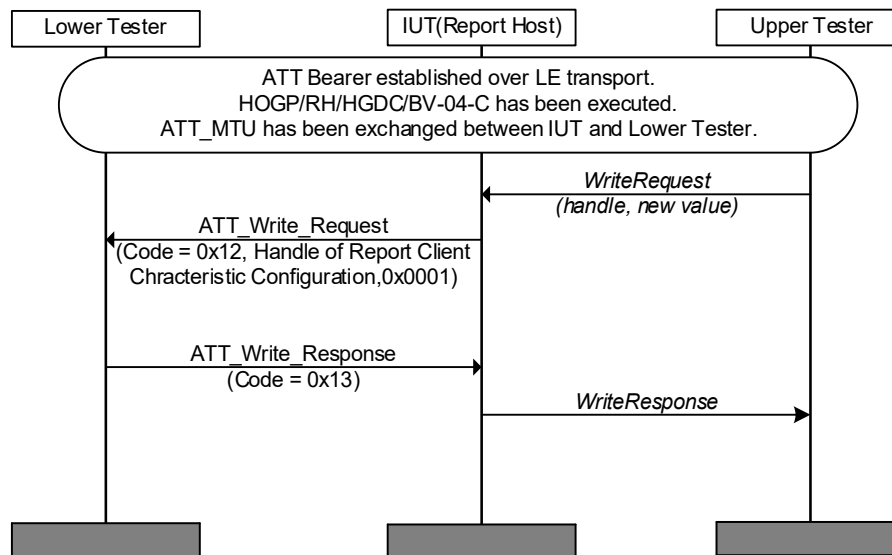 Lower Tester
IUT(Report Host)
Upper Tester
ATT Bearer established over LE transport.
HOGP/RH/HGDC/BV-04-C has been executed.
ATT_MTU has been exchanged between IUT and Lower Tester.
WriteRequest
(handle, new value)
ATT_Write_Request
(Code = 0x12, Handle of Report Client
Chracteristic Configuration,0x0001)
ATT_Write_Response
(Code = 0x13)
WriteResponse